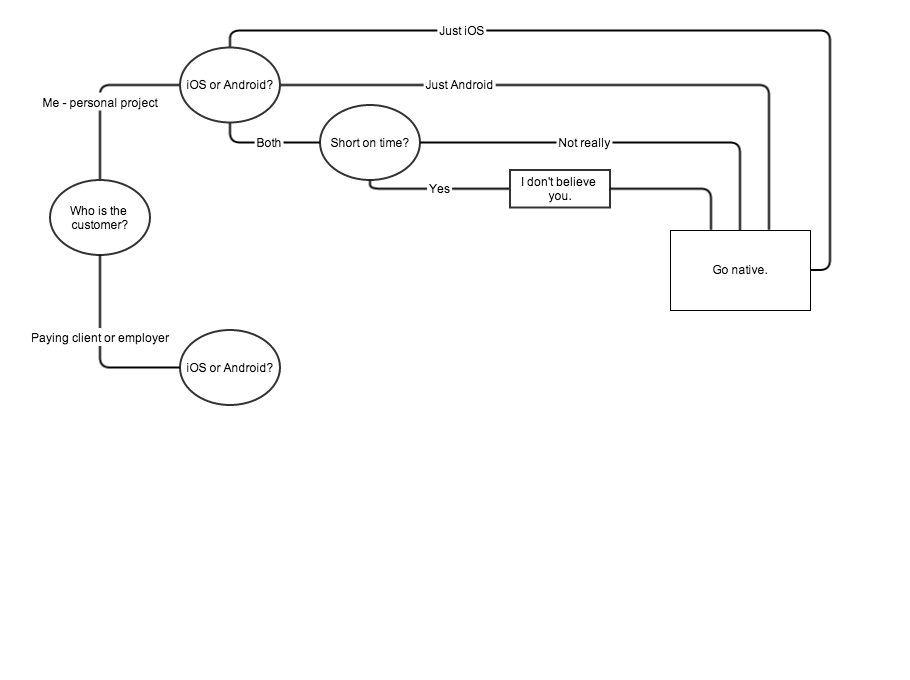 Just iOS
iOS or Android?
Just Android
Me - personal project
Both
Short on time?
Not really
Yes
I don't believe
you.
Who is the
customer?
Go native.
Paying client or employer
iOS or Android?